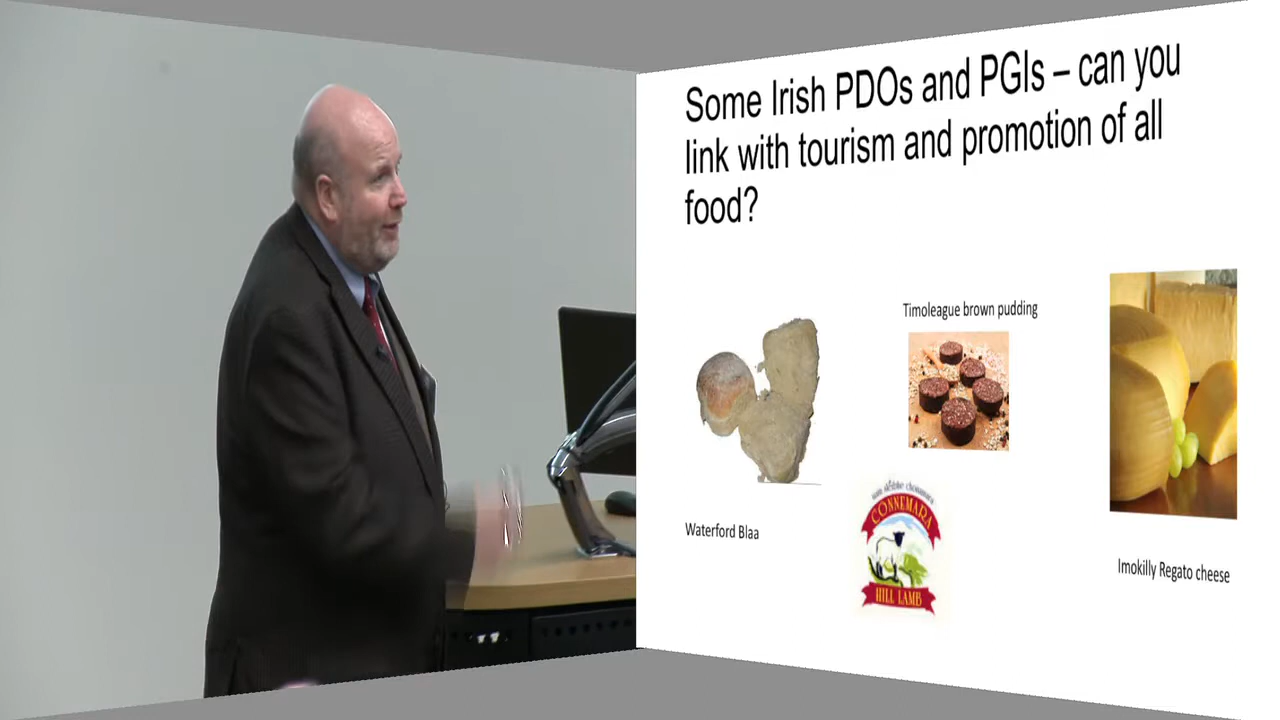 Some Irish PDOs and PGIs – can you
link with tourism and promotion of all
food?
Timoleague brown pudding
Waterford Blaa
CONNEMARA
HILL LAMB
Imokilly Regato cheese